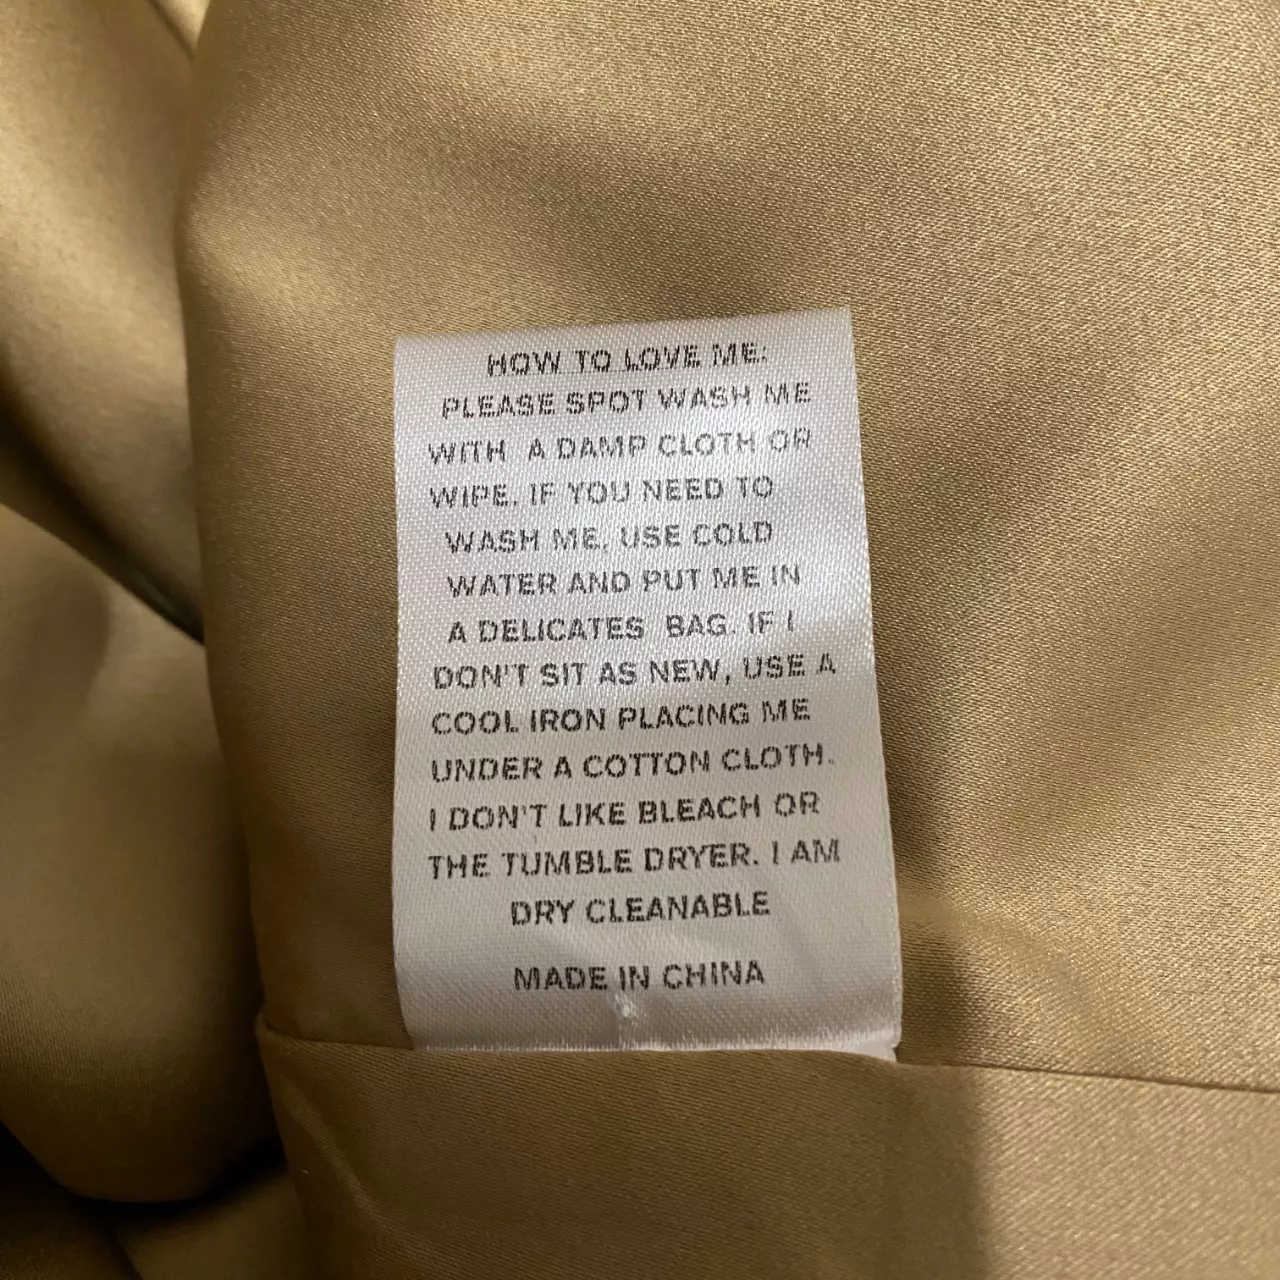 HOW TO LOVE ME:
PLEASE SPOT WASH ME
WITH A DAMP CLOTH OR
WIPE. IF YOU NEED TO
WASH ME, USE COLD
WATER AND PUT ME IN
A DELICATES BAG. IF I
DON'T SIT AS NEW, USE A
COOL IRON PLACING ME
UNDER A COTTON CLOTH.
I DON'T LIKE BLEACH OR
THE TUMBLE DRYER. I AM
DRY CLEANABLE
MADE IN CHINA